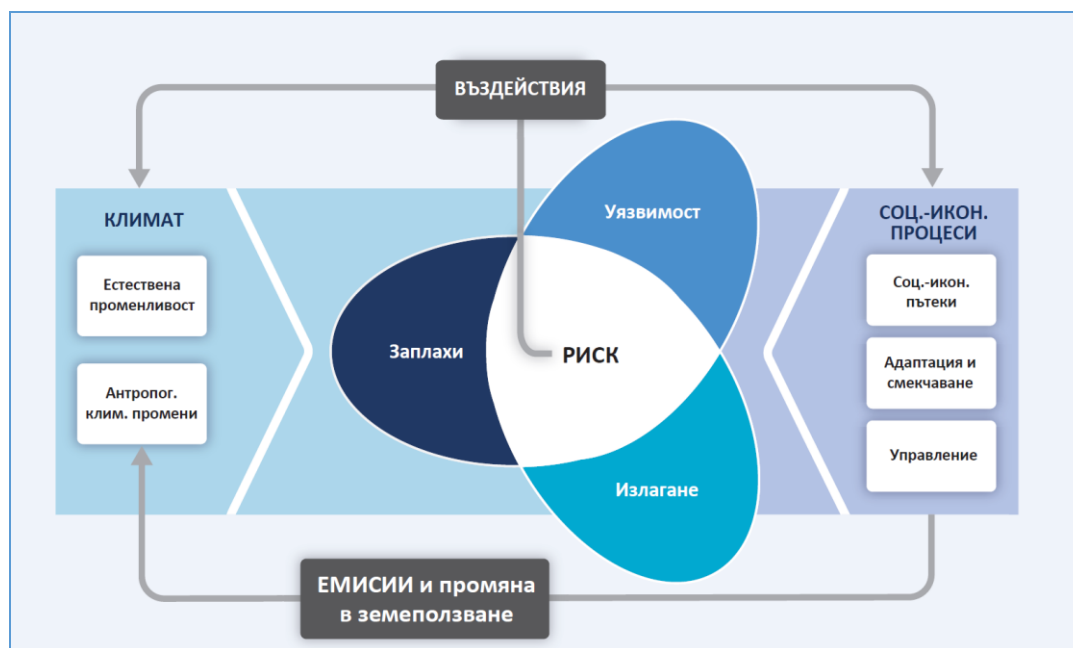 ВЪЗДЕЙСТВИЯ
КЛИМАТ
Естествена
променливост
Антропог.
клим. промени
Заплахи
Уязвимост
РИСК
Излагане
СОЦ.-ИКОН.
ПРОЦЕСИ
Соц.-икон.
пътеки
Адаптация и
смекчаване
Управление
ЕМИСИИ и промяна
в земеползване